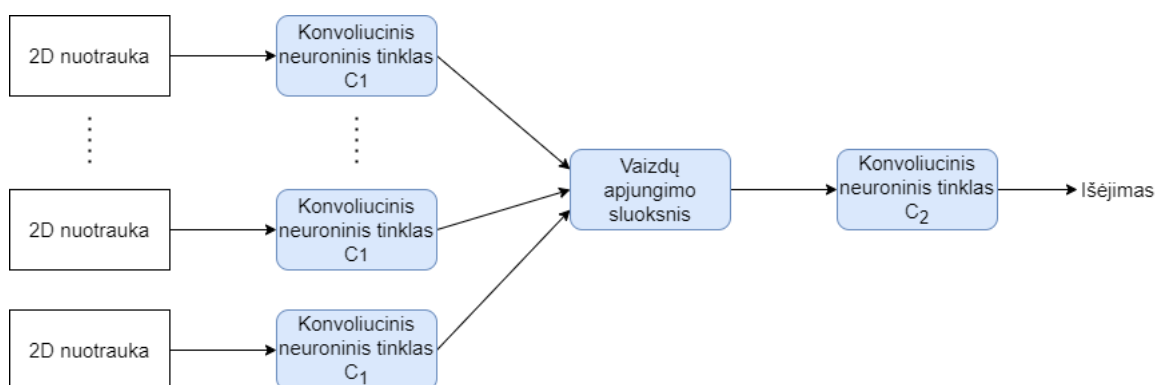 2D nuotrauka
Konvoliucinis
neuroninis tinklas
C1
2D nuotrauka
Konvoliucinis
neuroninis tinklas
C1
2D nuotrauka
Konvoliucinis
neuroninis tinklas
C₁
Vaizdų
apjungimo
sluoksnis
Konvoliucinis
neuroninis tinklas
C₂
Išėjimas